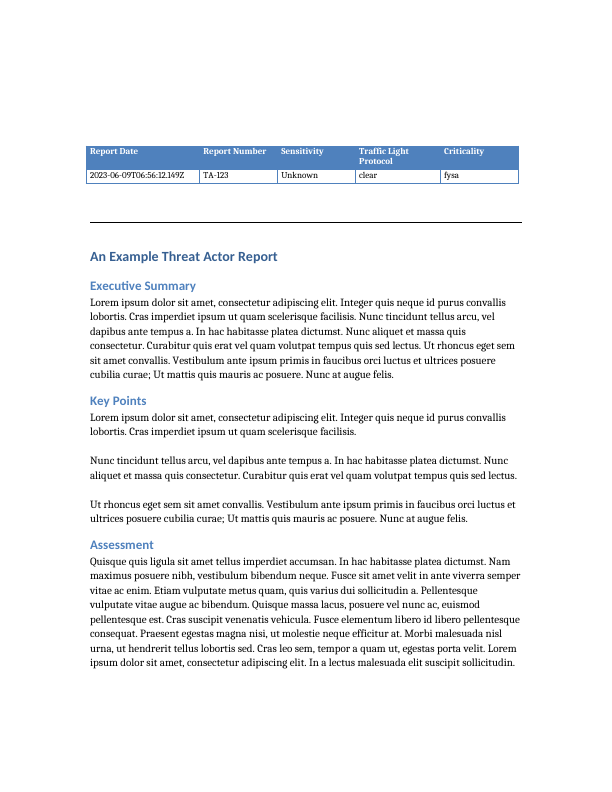 Report Date Report Number Sensitivity Traffic Light Protocol Criticality
2023-06-09T06:56:12.149Z TA-123 Unknown clear fysa
An Example Threat Actor Report
Executive Summary
Lorem ipsum dolor sit amet, consectetur adipiscing elit. Integer quis neque id purus convallis
lobortis. Cras imperdiet ipsum ut quam scelerisque facilisis. Nunc tincidunt tellus arcu, vel
dapibus ante tempus a. In hac habitasse platea dictumst. Nunc aliquet et massa quis
consectetur. Curabitur quis erat vel quam volutpat tempus quis sed lectus. Ut rhoncus eget sem
sit amet convallis. Vestibulum ante ipsum primis in faucibus orci luctus et ultrices posuere
cubilia curae; Ut mattis quis mauris ac posuere. Nunc at augue felis.
Key Points
Lorem ipsum dolor sit amet, consectetur adipiscing elit. Integer quis neque id purus convallis
lobortis. Cras imperdiet ipsum ut quam scelerisque facilisis.
Nunc tincidunt tellus arcu, vel dapibus ante tempus a. In hac habitasse platea dictumst. Nunc
aliquet et massa quis consectetur. Curabitur quis erat vel quam volutpat tempus quis sed lectus.
Ut rhoncus eget sem sit amet convallis. Vestibulum ante ipsum primis in faucibus orci luctus et
ultrices posuere cubilia curae; Ut mattis quis mauris ac posuere. Nunc at augue felis.
Assessment
Quisque quis ligula sit amet tellus imperdiet accumsan. In hac habitasse platea dictumst. Nam
maximus posuere nibh, vestibulum bibendum neque. Fusce sit amet velit in ante viverra semper
vitae ac enim. Etiam vulputate metus quam, quis varius dui sollicitudin a. Pellentesque
vulputate vitae augue ac bibendum. Quisque massa lacus, posuere vel nunc ac, euismod
pellentesque est. Cras suscipit venenatis vehicula. Fusce elementum libero id libero pellentesque
consequat. Praesent egestas magna nisi, ut molestie neque efficitur at. Morbi malesuada nisl
urna, ut hendrerit tellus lobortis sed. Cras leo sem, tempor a quam ut, egestas porta velit. Lorem
ipsum dolor sit amet, consectetur adipiscing elit. In a lectus malesuada elit suscipit sollicitudin.